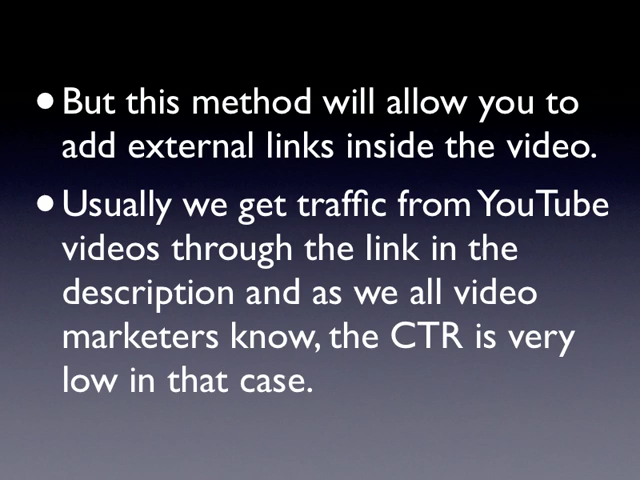 • But this method will allow you to
add external links inside the video.
• Usually we get traffic from YouTube
videos through the link in the
description and as we all video
marketers know, the CTR is very
low in that case.